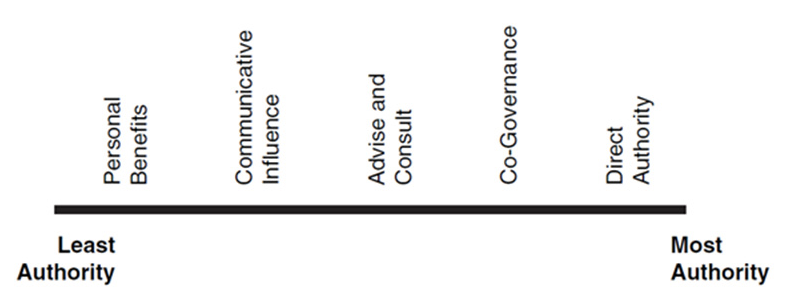 Personal
Benefits
Communicative
Influence
Advise and
Consult
Co-Governance
Direct
Authority
Least
Authority
Most
Authority